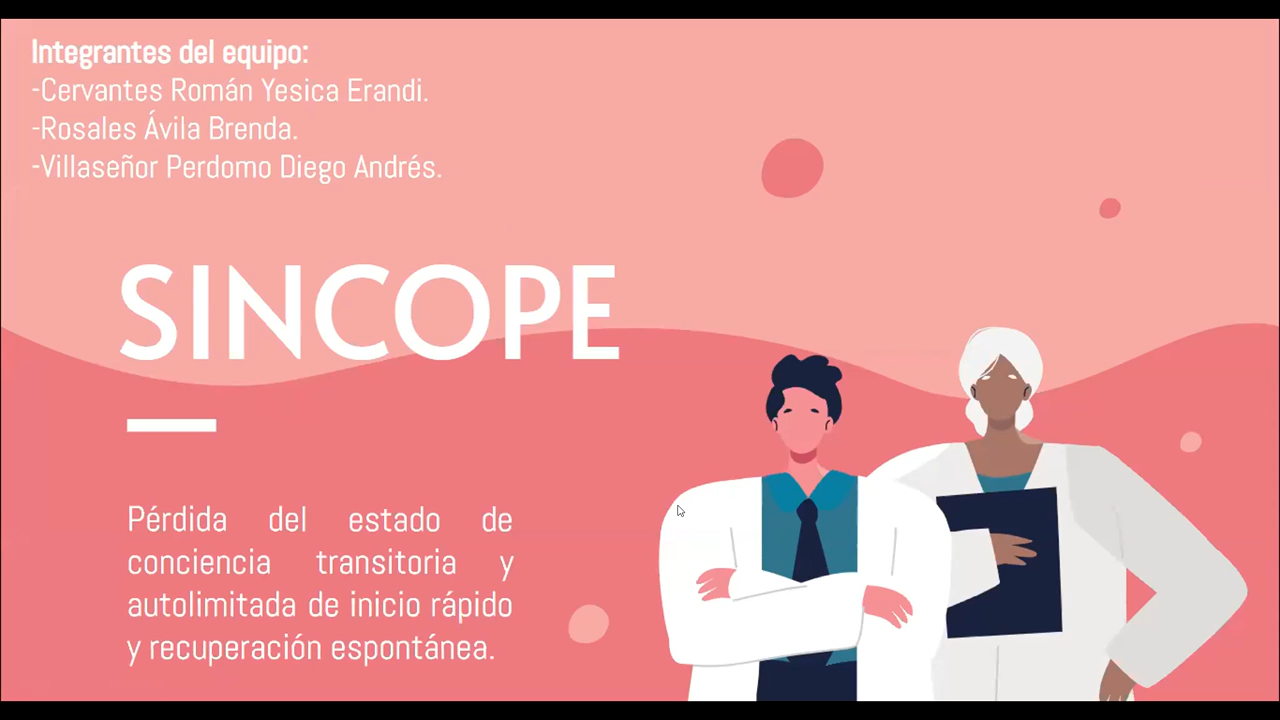 Integrantes del equipo:
-Cervantes Román Yesica Erandi.
-Rosales Ávila Brenda.
-Villaseñor Perdomo Diego Andrés.
SINCOPE
Pérdida del estado de
conciencia transitoria y
autolimitada de inicio rápido
y recuperación espontánea.